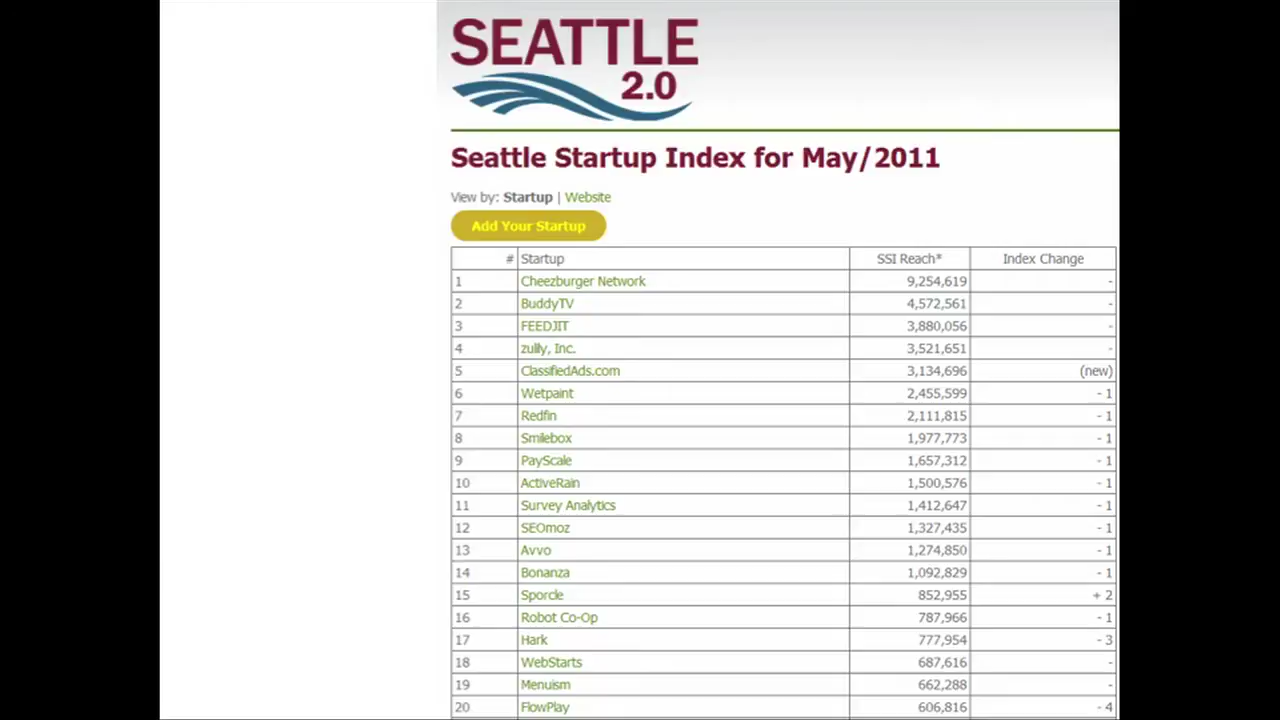 SEATTLE
2.0
Seattle Startup Index for May/2011
View by: Startup | Website
Add Your Startup
# Startup SSI Reach* Index Change
1 Cheezburger Network 9,254,619 -
2 BuddyTV 4,572,561 -
3 FEEDJIT 3,880,056 -
4 zulily, Inc. 3,521,651 -
5 ClassifiedAds.com 3,134,696 (new)
6 Wetpaint 2,455,599 - 1
7 Redfin 2,111,815 - 1
8 Smilebox 1,977,773 - 1
9 PayScale 1,657,312 - 1
10 ActiveRain 1,500,576 - 1
11 Survey Analytics 1,412,647 - 1
12 SEOmoz 1,327,435 - 1
13 Avvo 1,274,850 - 1
14 Bonanza 1,092,829 - 1
15 Sporcle 852,955 + 2
16 Robot Co-Op 787,966 - 1
17 Hark 777,954 - 3
18 WebStarts 687,616 -
19 Menuism 662,288 -
20 FlowPlay 606,816 - 4